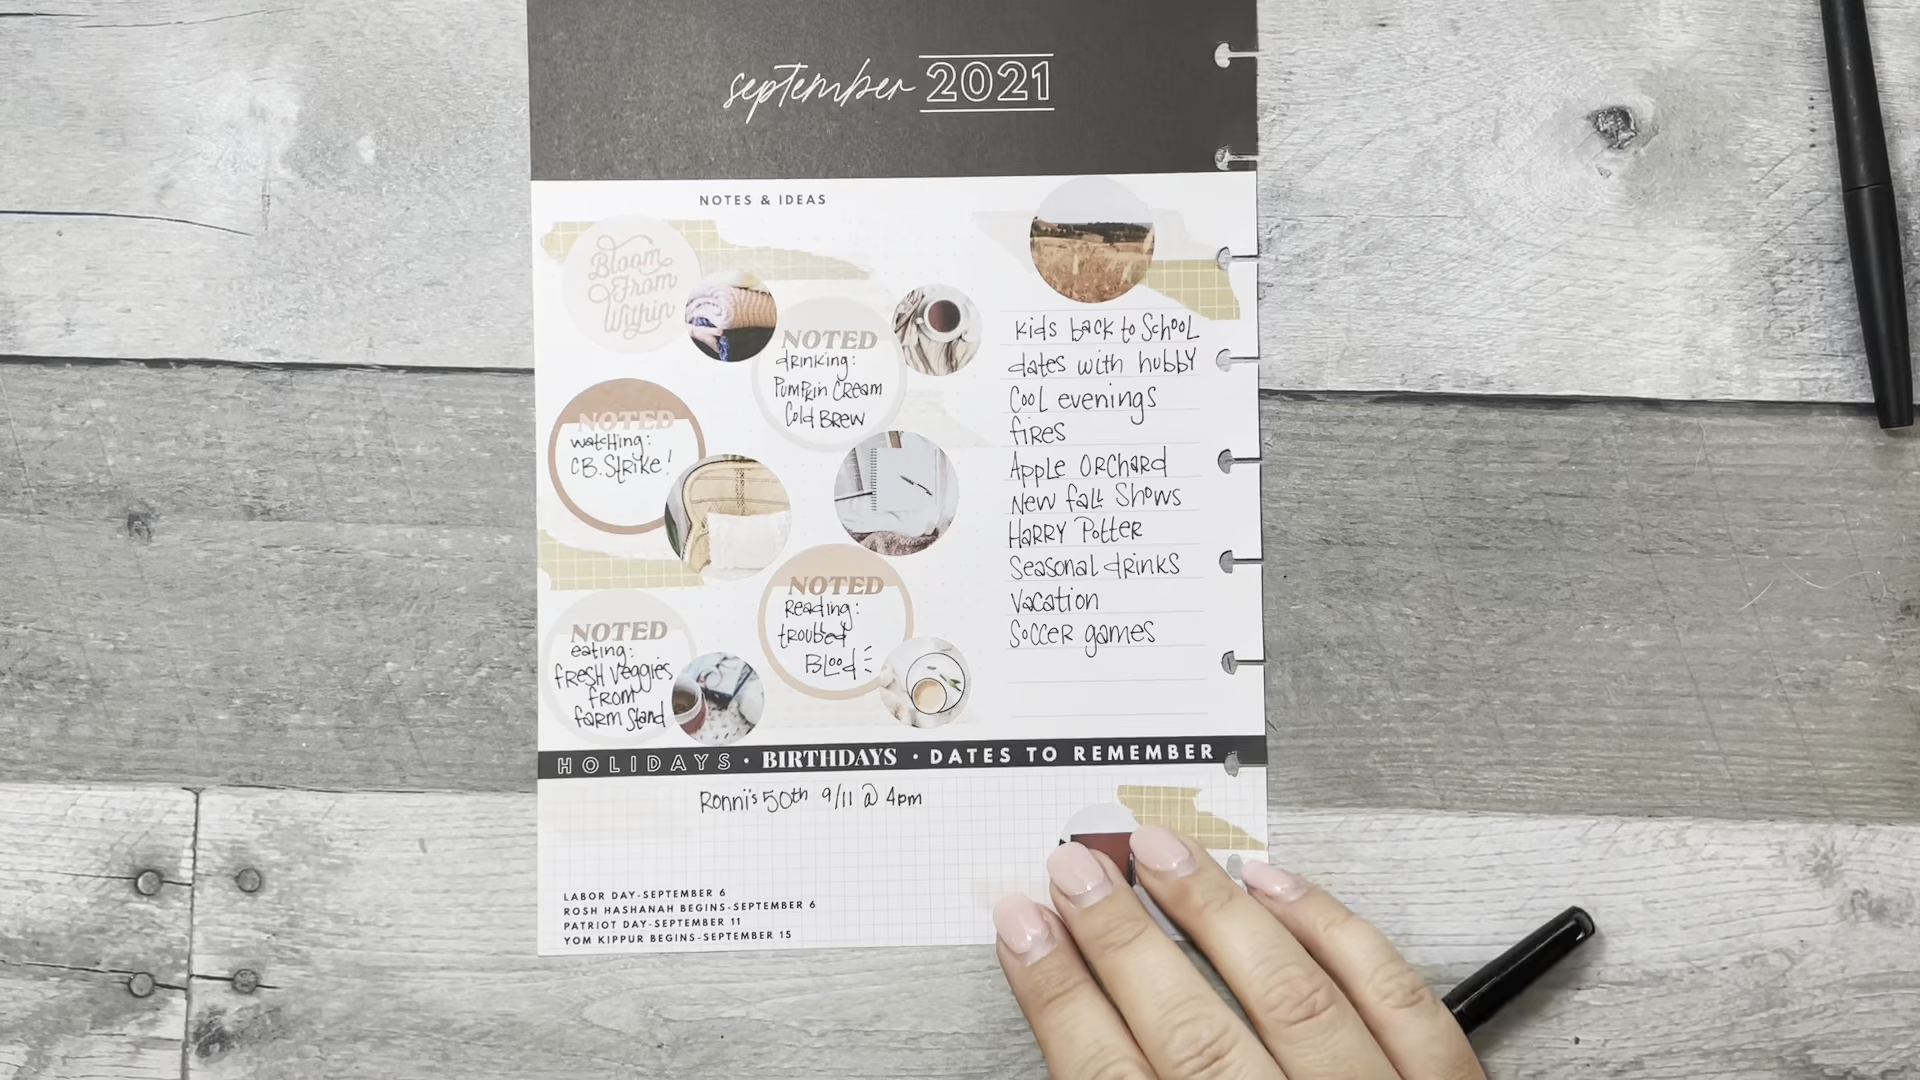 september 2021
NOTES & IDEAS
Bloom
From
Within
NOTED
drinking:
Pumpkin Cream
Cold Brew
NOTED
watching:
CB. Strike!
NOTED
Reading:
troubed
Blood
NOTED
eating:
fresh veggies
from
farm stand
kids back to School
dates with hubby
Cool evenings
fires
Apple Orchard
New fall Shows
Harry Potter
Seasonal drinks
Vacation
Soccer games
HOLIDAYS • BIRTHDAYS • DATES TO REMEMBER
Ronni's 50th 9/11 @ 4pm
LABOR DAY-SEPTEMBER 6
ROSH HASHANAH BEGINS-SEPTEMBER 6
PATRIOT DAY-SEPTEMBER 11
YOM KIPPUR BEGINS-SEPTEMBER 15